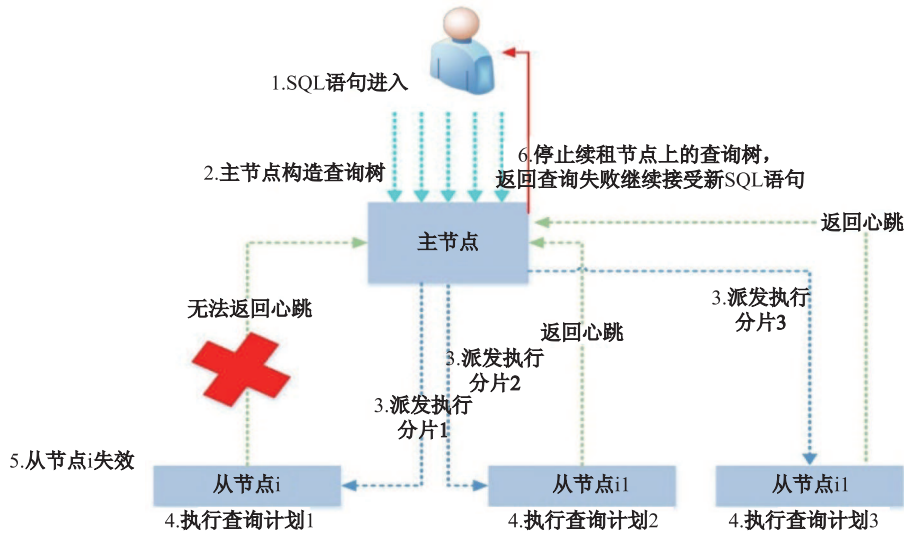 1.SQL语句进入
2.主节点构造查询树
6.停止续租节点上的查询树，
返回查询失败继续接受新SQL语句
主节点
返回心跳
无法返回心跳
返回心跳
3.派发执行
分片3
3.派发执行
分片2
3.派发执行
分片1
5.从节点i失效
从节点i
从节点i1
从节点i1
4.执行查询计划1
4.执行查询计划2
4.执行查询计划3